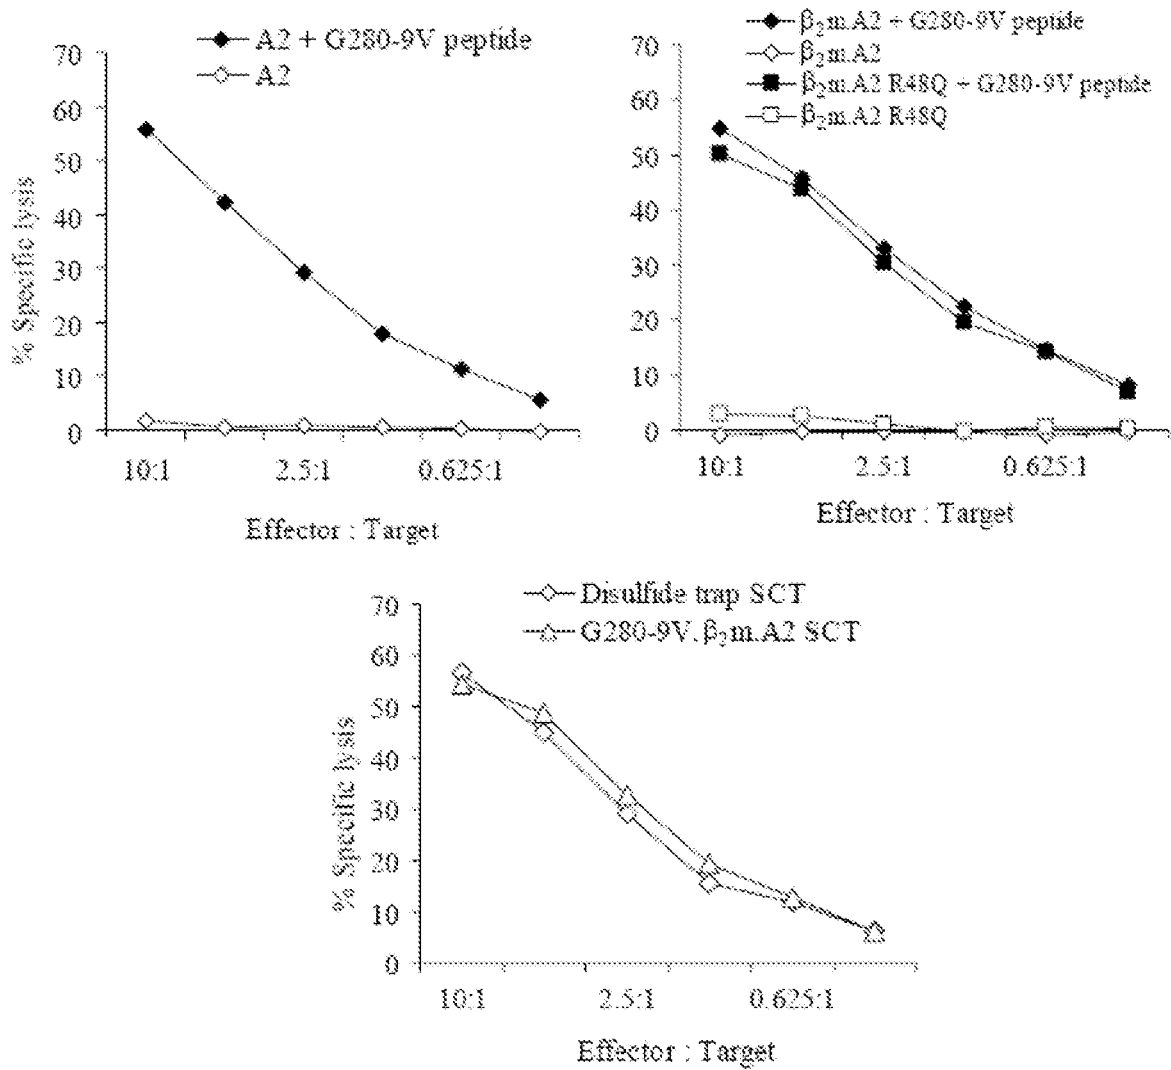 A2 + G280-9V peptide
A2
70
60
50
40
30
20
10
0
% Specific lysis
10:1
2.5:1
0.625:1
Effector : Target
β₂m.A2 + G280-9V peptide
β₂m.A2
β₂m.A2 R48Q + G280-9V peptide
β₂m.A2 R48Q
70
60
50
40
30
20
10
0
10:1
2.5:1
0.625:1
Effector : Target
Disulfide trap SCT
G280-9V.β₂m.A2 SCT
70
60
50
40
30
20
10
0
% Specific lysis
10:1
2.5:1
0.625:1
Effector : Target